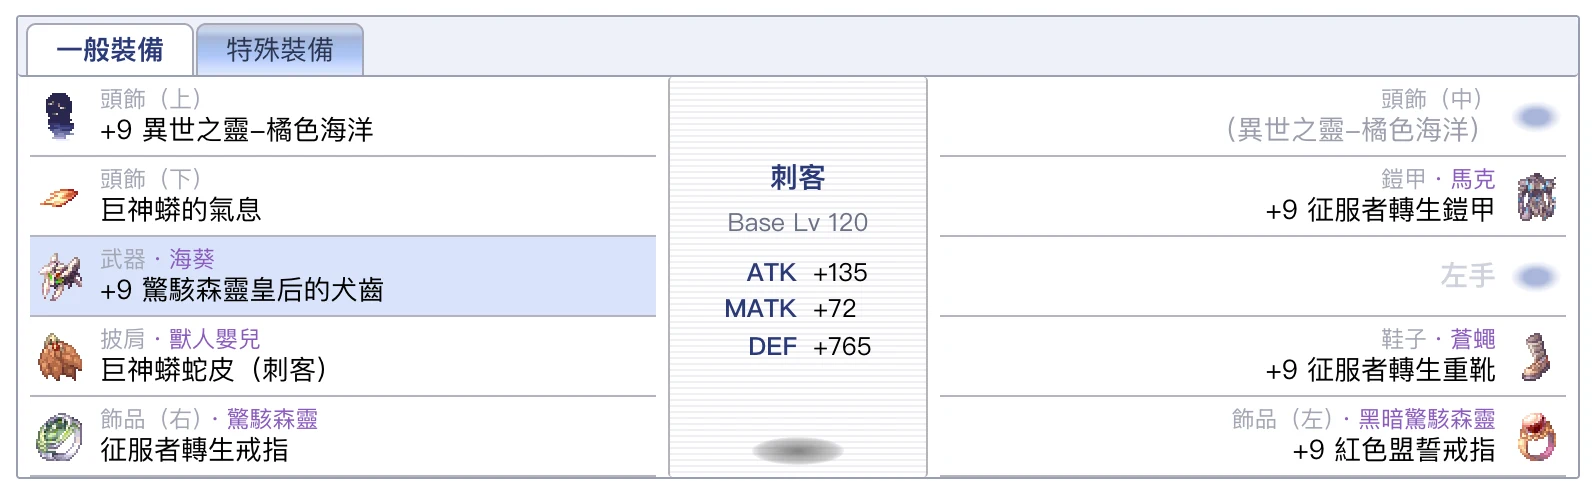 一般裝備
特殊裝備
頭飾（上）
+9 異世之靈–橘色海洋
頭飾（下）
巨神蟒的氣息
武器・海葵
+9 驚駭森靈皇后的犬齒
披肩・獸人嬰兒
巨神蟒蛇皮（刺客）
飾品（右）・驚駭森靈
征服者轉生戒指
刺客
Base Lv 120
ATK +135
MATK +72
DEF +765
頭飾（中）
（異世之靈–橘色海洋）
鎧甲・馬克
+9 征服者轉生鎧甲
左手
鞋子・蒼蠅
+9 征服者轉生重靴
飾品（左）・黑暗驚駭森靈
+9 紅色盟誓戒指